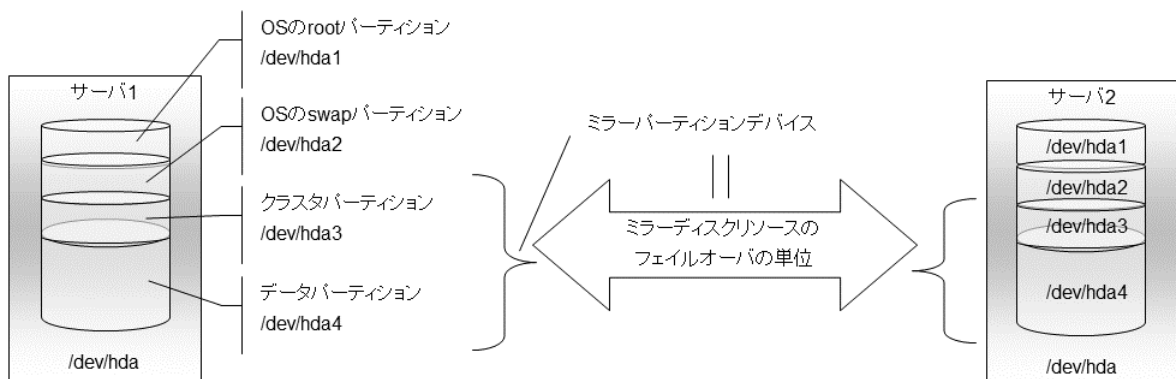 サーバ1
OSのrootパーティション
/dev/hda1
OSのswapパーティション
/dev/hda2
クラスタパーティション
/dev/hda3
データパーティション
/dev/hda4
/dev/hda
ミラーパーティションデバイス
||
ミラーディスクリソースの
フェイルオーバの単位
サーバ2
/dev/hda1
/dev/hda2
/dev/hda3
/dev/hda4
/dev/hda